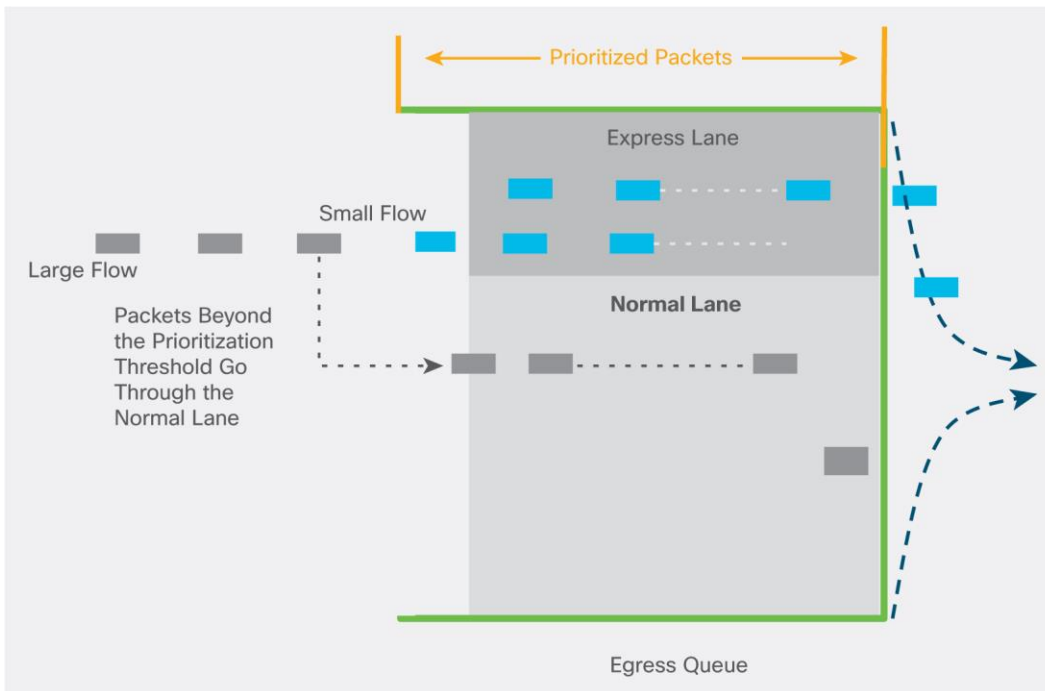 Prioritized Packets
Express Lane
Small Flow
Large Flow
Normal Lane
Packets Beyond
the Prioritization
Threshold Go
Through the
Normal Lane
Egress Queue